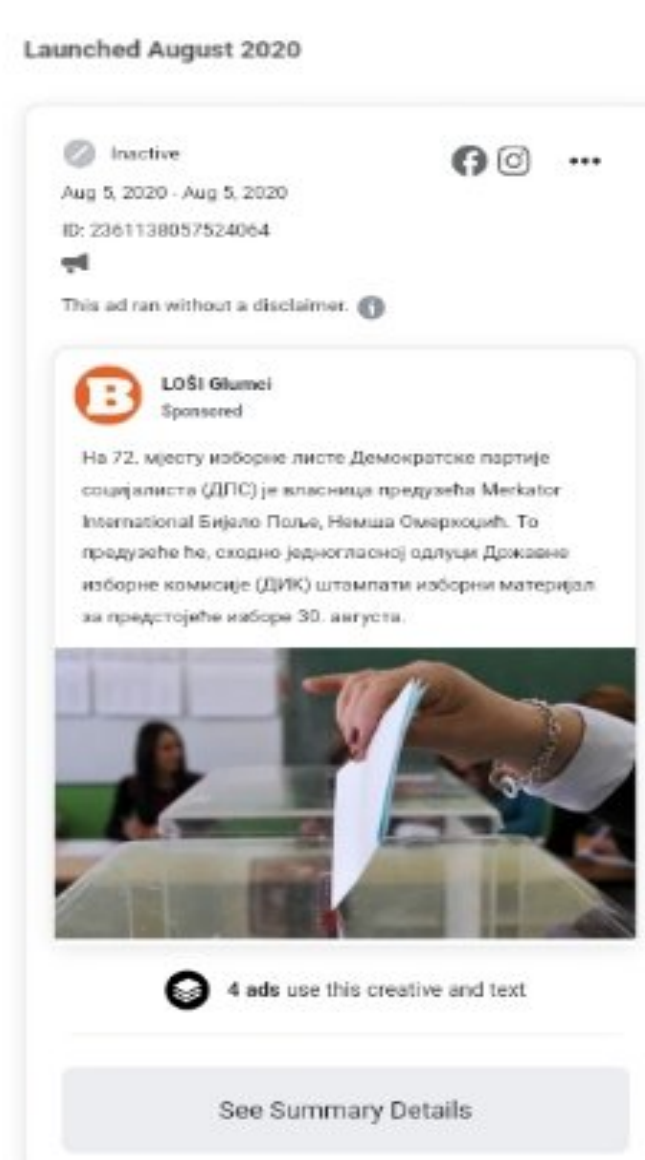 Launched August 2020
Inactive
Aug 5, 2020 - Aug 5, 2020
ID: 2361138057524064
This ad ran without a disclaimer.
B
LOŠI Glumci
Sponsored
На 72. мјесту изборне листе Демократске партије
социјалиста (ДПС) је власница предузећа Merkator
International Бијело Поље, Немша Омерхоџић. То
предузеће ће, сходно једногласној одлуци Државне
изборне комисије (ДИК) штампати изборни материјал
за предстојеће изборе 30. августа.
4 ads use this creative and text
See Summary Details